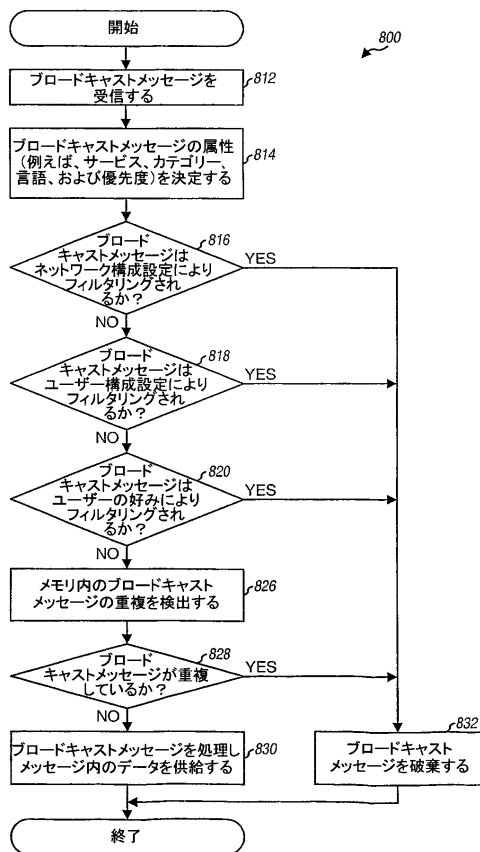 開始
800
ブロードキャストメッセージを
受信する
812
ブロードキャストメッセージの属性
(例えば、サービス、カテゴリー、
言語、および優先度)を決定する
814
ブロード
キャストメッセージは
ネットワーク構成設定により
フィルタリングされ
るか?
816
YES
NO
ブロード
キャストメッセージは
ユーザー構成設定により
フィルタリングされ
るか?
818
YES
NO
ブロード
キャストメッセージは
ユーザーの好みにより
フィルタリングされ
るか?
820
YES
NO
メモリ内のブロードキャスト
メッセージの重複を検出する
826
ブロード
キャストメッセージが重複
しているか?
828
YES
NO
ブロードキャストメッセージを処理し
メッセージ内のデータを供給する
830
ブロードキャスト
メッセージを破棄する
832
終了